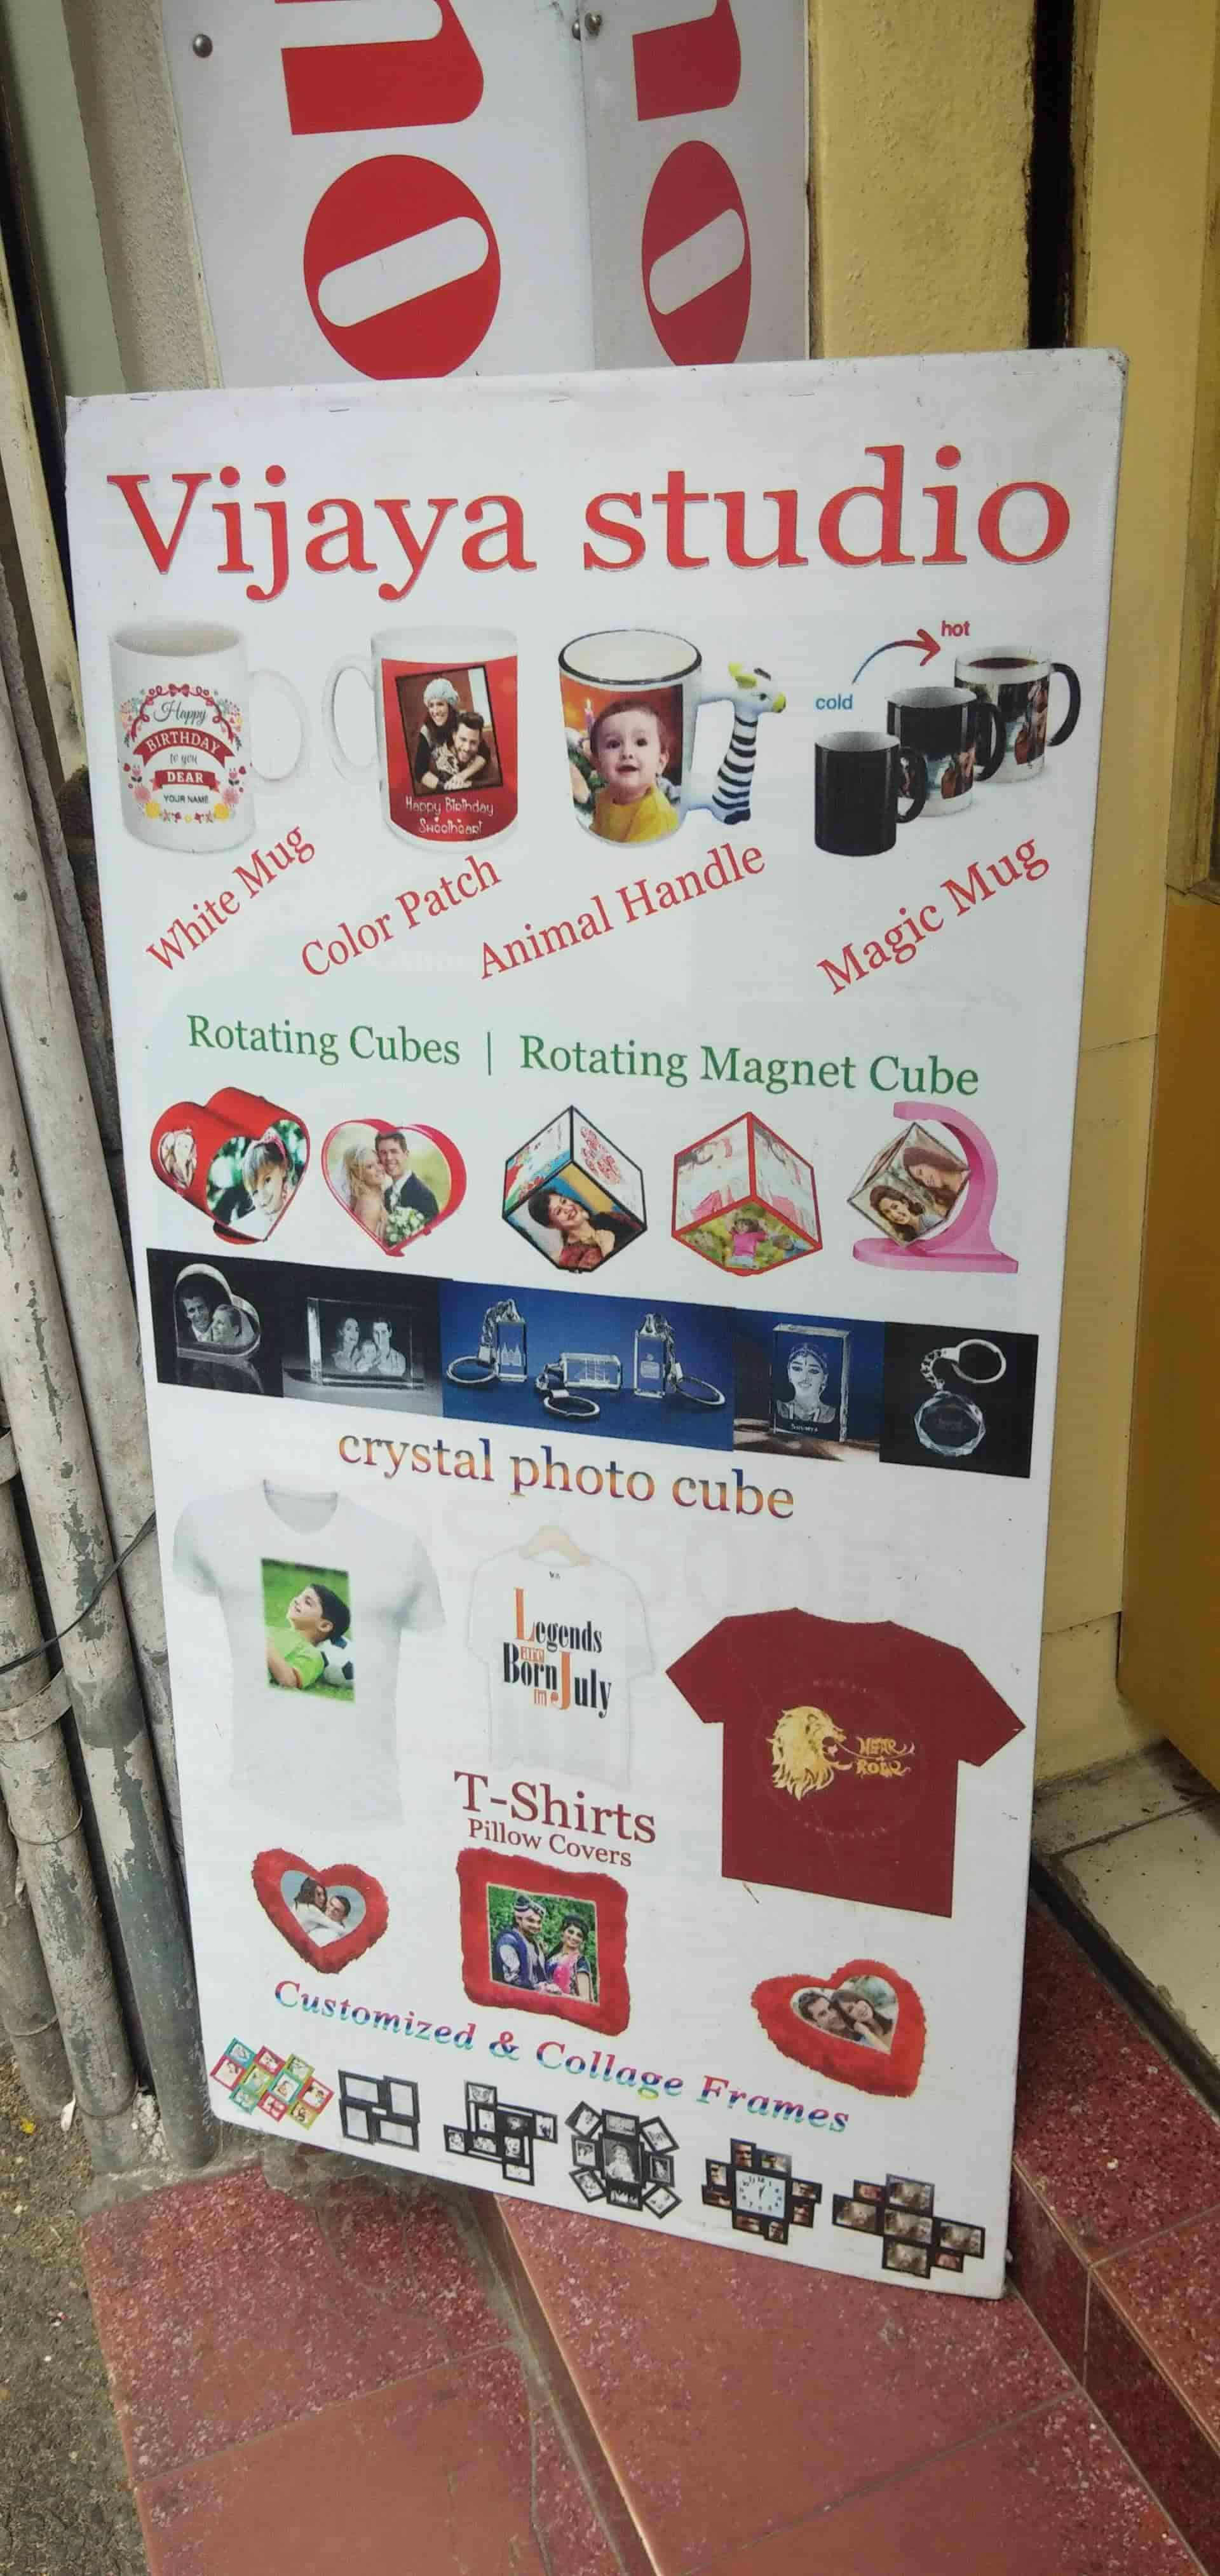 Vijaya studio
Happy
BIRTHDAY
to you
DEAR
YOUR NAME
Happy Birthday
Sweetheart
cold
hot
White Mug
Color Patch
Animal Handle
Magic Mug
Rotating Cubes | Rotating Magnet Cube
crystal photo cube
Legends
are
Born July
in
HEAR
ROAR
T-Shirts
Pillow Covers
Customized & Collage Frames